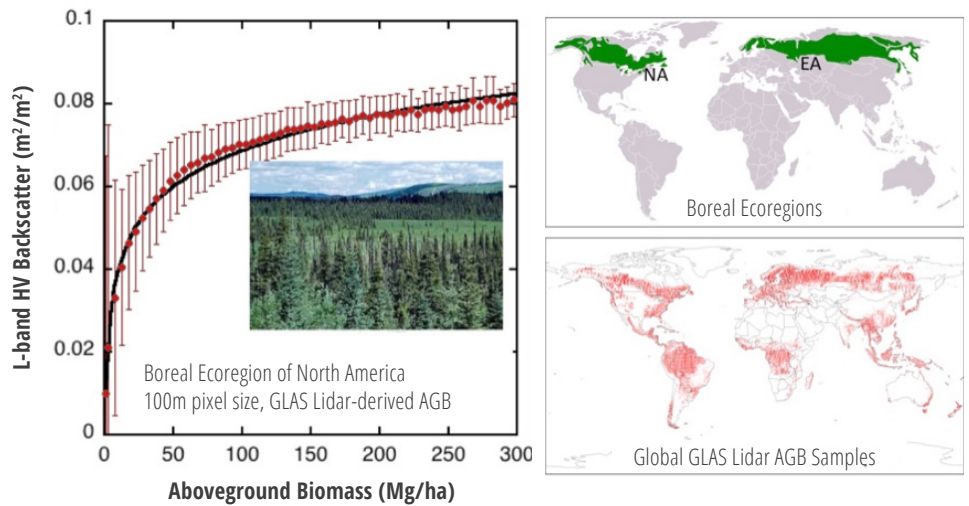 0.1
0.08
0.06
0.04
0.02
0
L-band HV Backscatter (m²/m²)
Boreal Ecoregion of North America
100m pixel size, GLAS Lidar-derived AGB
0 50 100 150 200 250 300
Aboveground Biomass (Mg/ha)
NA
EA
Boreal Ecoregions
Global GLAS Lidar AGB Samples